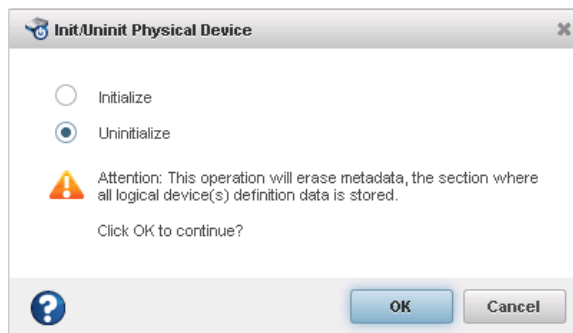 Init/Uninit Physical Device
Initialize
Uninitialize
Attention: This operation will erase metadata, the section where
all logical device(s) definition data is stored.
Click OK to continue?
OK
Cancel